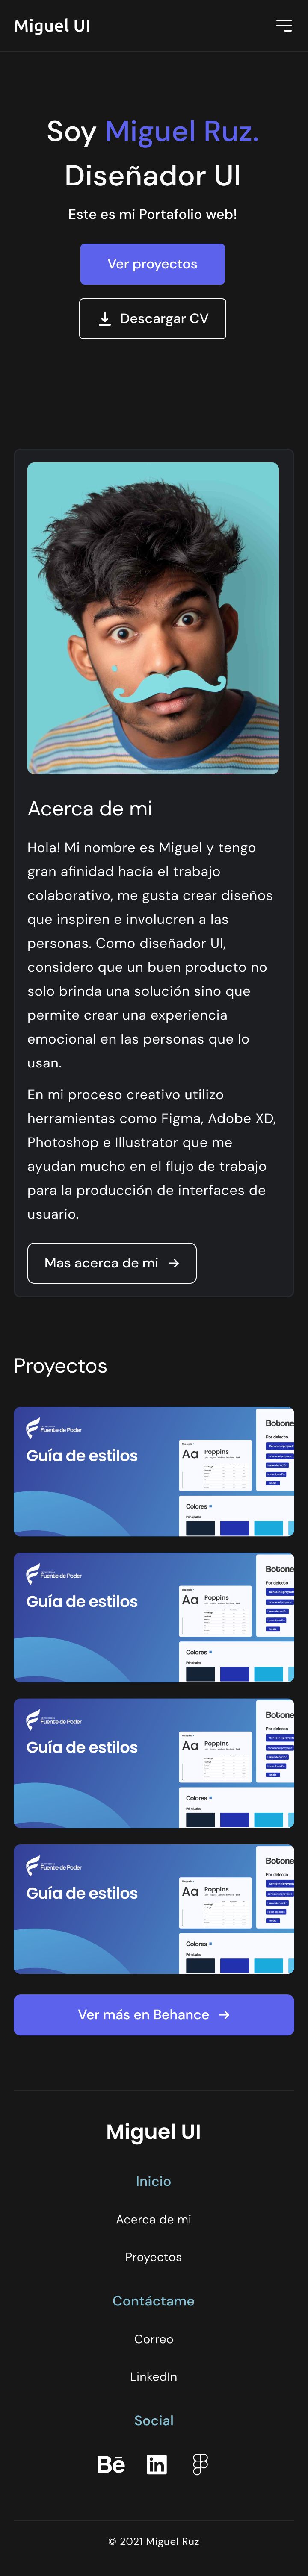 Miguel UI
Soy Miguel Ruz.
Diseñador UI
Este es mi Portafolio web!
Ver proyectos
Descargar CV
Acerca de mi
Hola! Mi nombre es Miguel y tengo
gran afinidad hacía el trabajo
colaborativo, me gusta crear diseños
que inspiren e involucren a las
personas. Como diseñador UI,
considero que un buen producto no
solo brinda una solución sino que
permite crear una experiencia
emocional en las personas que lo
usan.
En mi proceso creativo utilizo
herramientas como Figma, Adobe XD,
Photoshop e Illustrator que me
ayudan mucho en el flujo de trabajo
para la producción de interfaces de
usuario.
Mas acerca de mi
Proyectos
Fuente de Poder
Guía de estilos
Aa Poppins
Colores
Principales
Botone
Por defecto
Fuente de Poder
Guía de estilos
Aa Poppins
Colores
Principales
Botone
Por defecto
Fuente de Poder
Guía de estilos
Aa Poppins
Colores
Principales
Botone
Por defecto
Fuente de Poder
Guía de estilos
Aa Poppins
Colores
Principales
Botone
Por defecto
Ver más en Behance
Miguel UI
Inicio
Acerca de mi
Proyectos
Contáctame
Correo
LinkedIn
Social
Bē
in
© 2021 Miguel Ruz